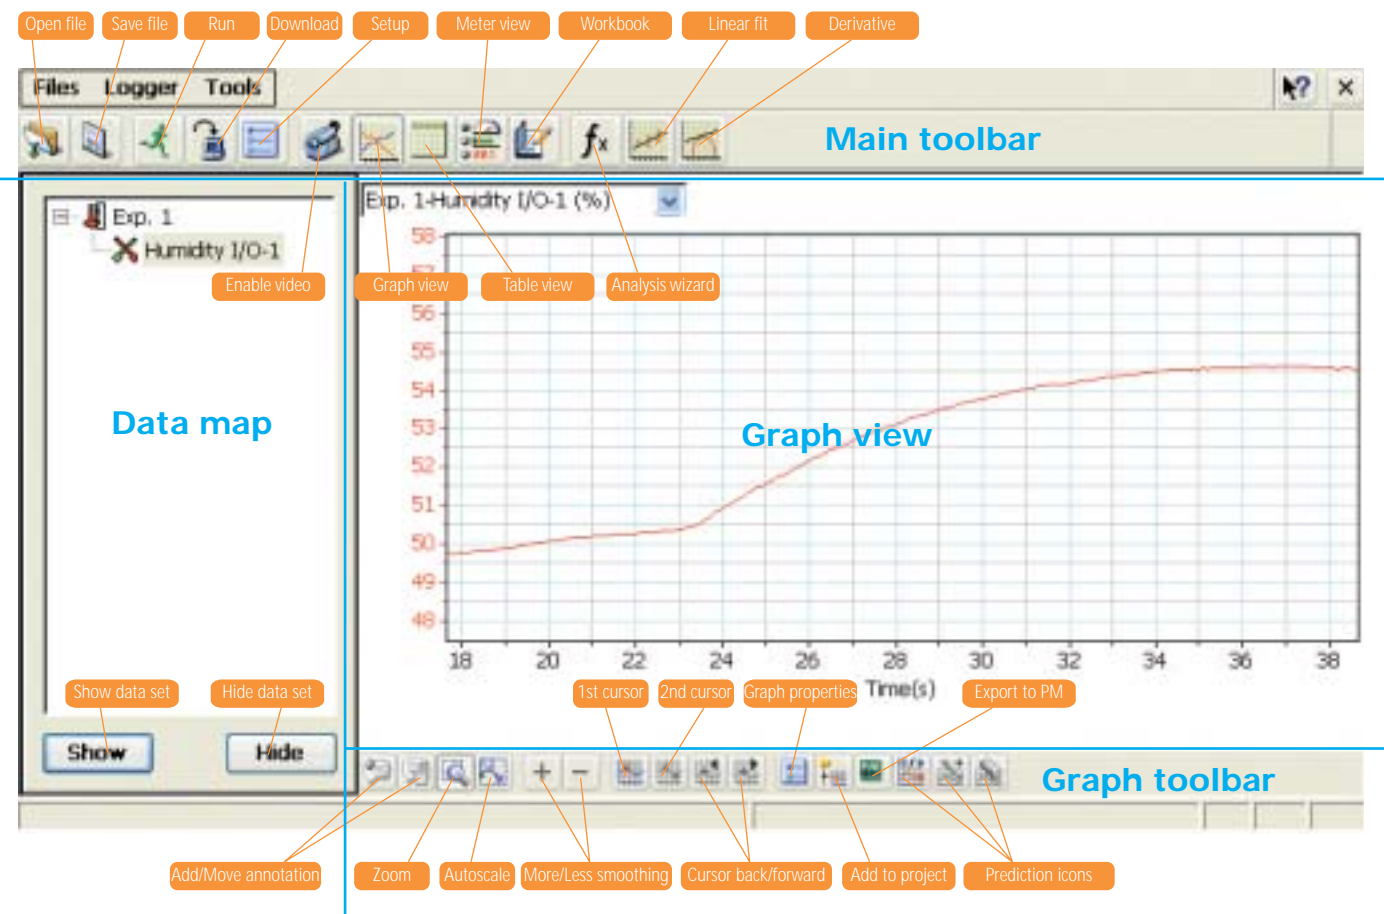 Open file Save file Run Download Setup Meter view Workbook Linear fit Derivative
Files Logger Tools
Main toolbar
Exp. 1-Humidity I/O-1 (%)
Exp. 1
Humidity I/O-1
58
Enable video Graph view Table view Analysis wizard
56
55
54
53
52
51
50
49
48
Data map
Graph view
18 20 22 24 26 28 30 32 34 36 38
Time(s)
Show data set Hide data set 1st cursor 2nd cursor Graph properties Export to PM
Show Hide
Graph toolbar
Add/Move annotation Zoom Autoscale More/Less smoothing Cursor back/forward Add to project Prediction icons